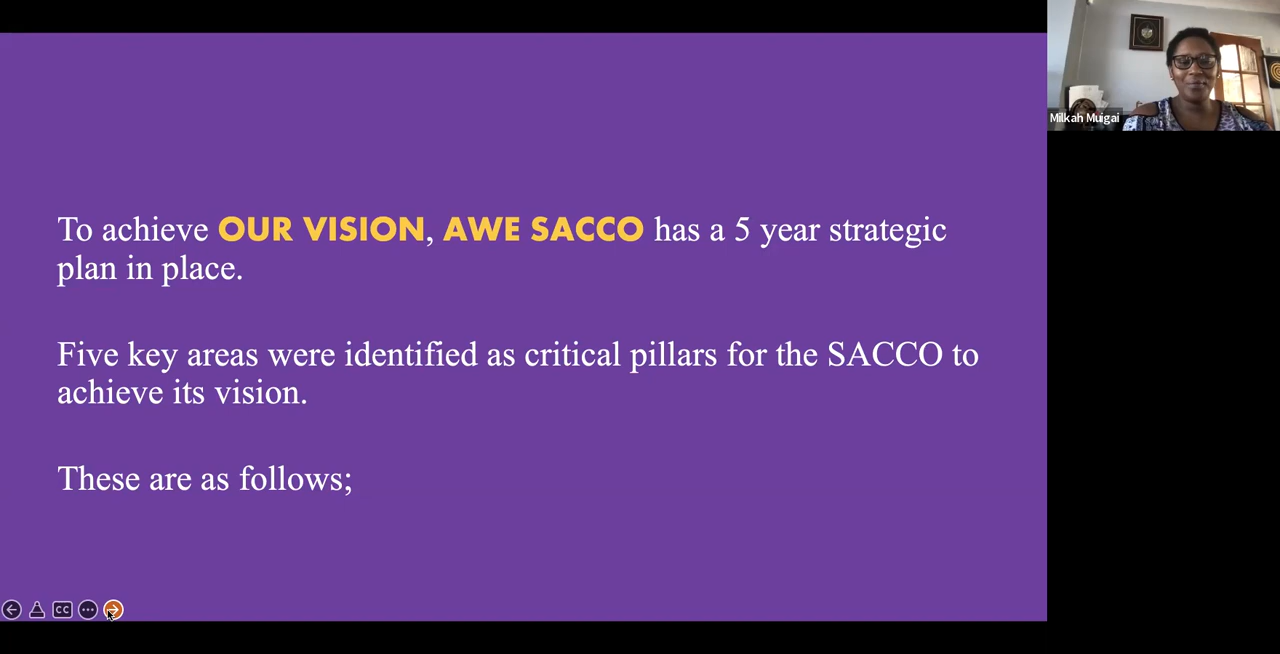 To achieve OUR VISION, AWE SACCO has a 5 year strategic
plan in place.
Five key areas were identified as critical pillars for the SACCO to
achieve its vision.
These are as follows;
Milkah Muigai
CC